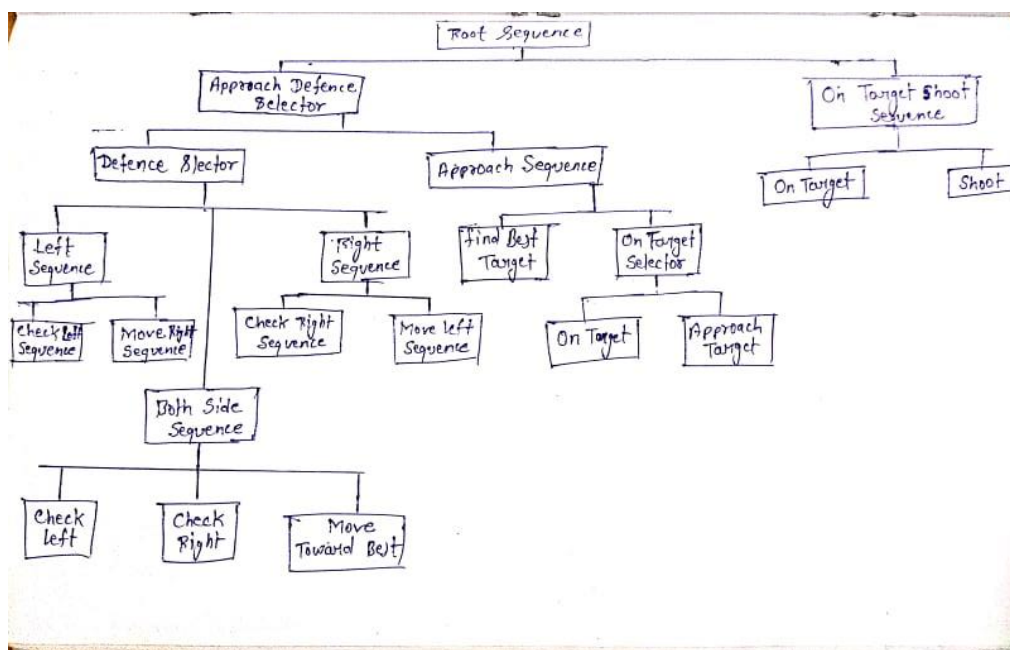 Root Sequence
Approach Defence
Selector
On Target Shoot
Sequence
Defence Slector
Approach Sequence
On Target
Shoot
Left
Sequence
Right
Sequence
find Best
Target
On Target
Selector
Check Left
Sequence
Move Right
Sequence
Check Right
Sequence
Move Left
Sequence
On Target
Approach
Target
Both Side
Sequence
Check
Left
Check
Right
Move
Toward Best